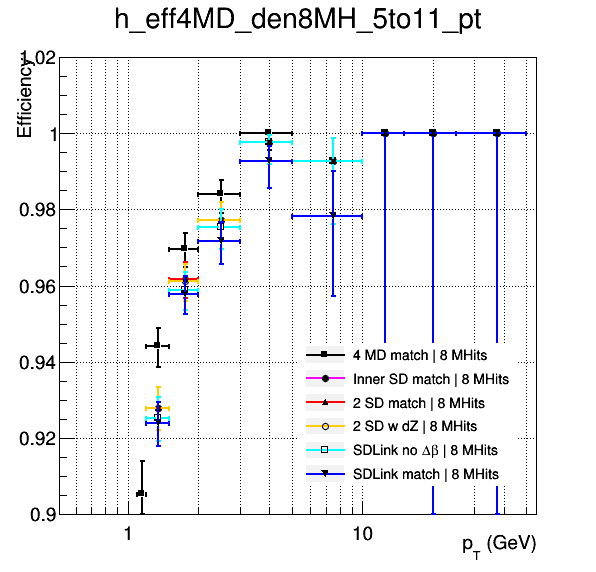 h_eff4MD_den8MH_5to11_pt
Efficiency
1.02
1
0.98
0.96
0.94
0.92
0.9
4 MD match | 8 MHits
Inner SD match | 8 MHits
2 SD match | 8 MHits
2 SD w dZ | 8 MHits
SDLink no Δβ | 8 MHits
SDLink match | 8 MHits
1 10
p_T (GeV)